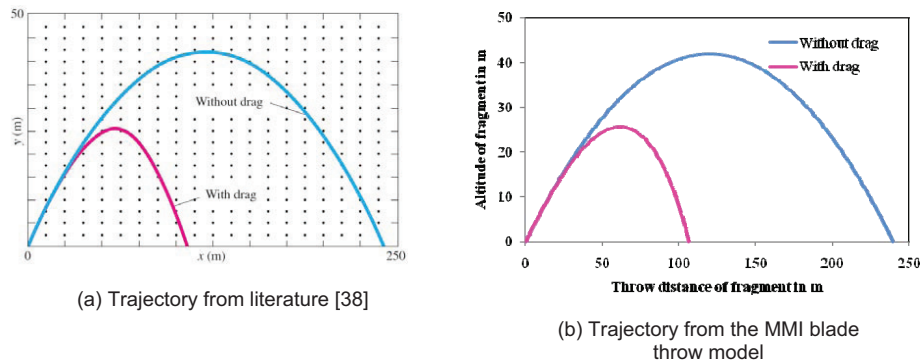 50
y (m)
Without drag
With drag
0
x (m)
250
(a) Trajectory from literature [38]
50
40
30
20
10
0
Altitude of fragment in m
Without drag
With drag
0 50 100 150 200 250
Throw distance of fragment in m
(b) Trajectory from the MMI blade
throw model